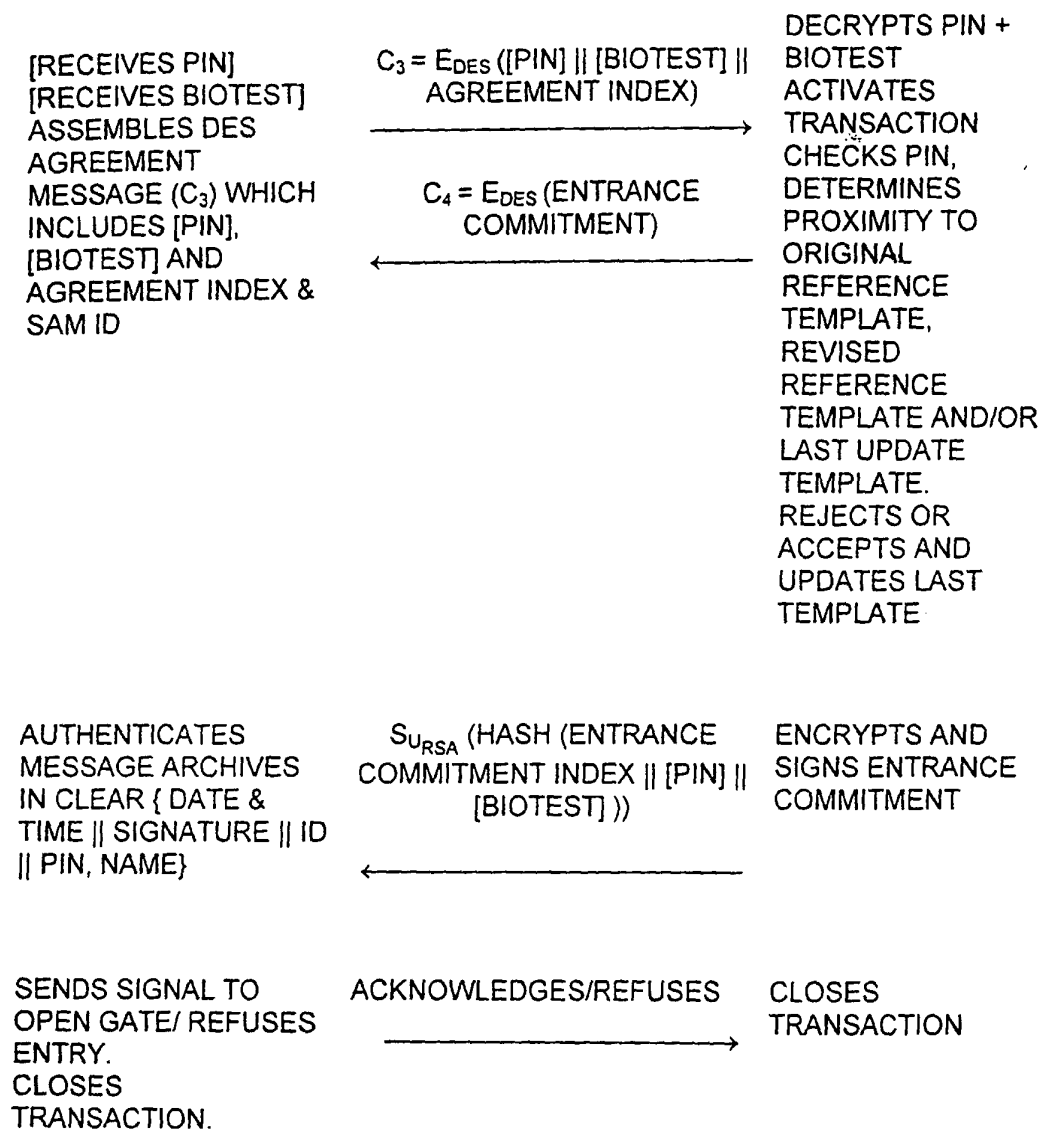 [RECEIVES PIN]
[RECEIVES BIOTEST]
ASSEMBLES DES
AGREEMENT
MESSAGE (C₃) WHICH
INCLUDES [PIN],
[BIOTEST] AND
AGREEMENT INDEX &
SAM ID
C₃ = E_DES ([PIN] || [BIOTEST] ||
AGREEMENT INDEX)
C₄ = E_DES (ENTRANCE
COMMITMENT)
DECRYPTS PIN +
BIOTEST
ACTIVATES
TRANSACTION
CHECKS PIN,
DETERMINES
PROXIMITY TO
ORIGINAL
REFERENCE
TEMPLATE,
REVISED
REFERENCE
TEMPLATE AND/OR
LAST UPDATE
TEMPLATE.
REJECTS OR
ACCEPTS AND
UPDATES LAST
TEMPLATE
AUTHENTICATES
MESSAGE ARCHIVES
IN CLEAR { DATE &
TIME || SIGNATURE || ID
|| PIN, NAME}
S_U_RSA (HASH (ENTRANCE
COMMITMENT INDEX || [PIN] ||
[BIOTEST] ))
ENCRYPTS AND
SIGNS ENTRANCE
COMMITMENT
SENDS SIGNAL TO
OPEN GATE/ REFUSES
ENTRY.
CLOSES
TRANSACTION.
ACKNOWLEDGES/REFUSES
CLOSES
TRANSACTION